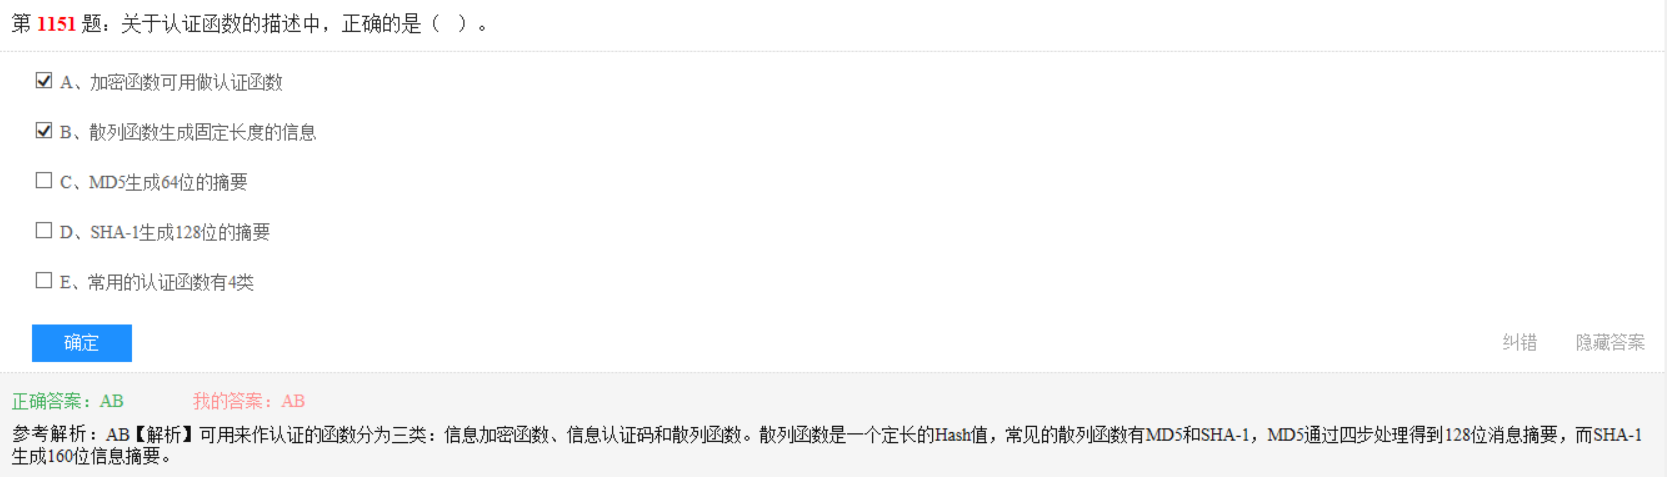 第 1151 题：关于认证函数的描述中，正确的是（ ）。
A、加密函数可用做认证函数
B、散列函数生成固定长度的信息
C、MD5生成64位的摘要
D、SHA-1生成128位的摘要
E、常用的认证函数有4类
确定 纠错 隐藏答案
正确答案：AB 我的答案：AB
参考解析：AB【解析】可用来作认证的函数分为三类：信息加密函数、信息认证码和散列函数。散列函数是一个定长的Hash值，常见的散列函数有MD5和SHA-1，MD5通过四步处理得到128位消息摘要，而SHA-1
生成160位信息摘要。